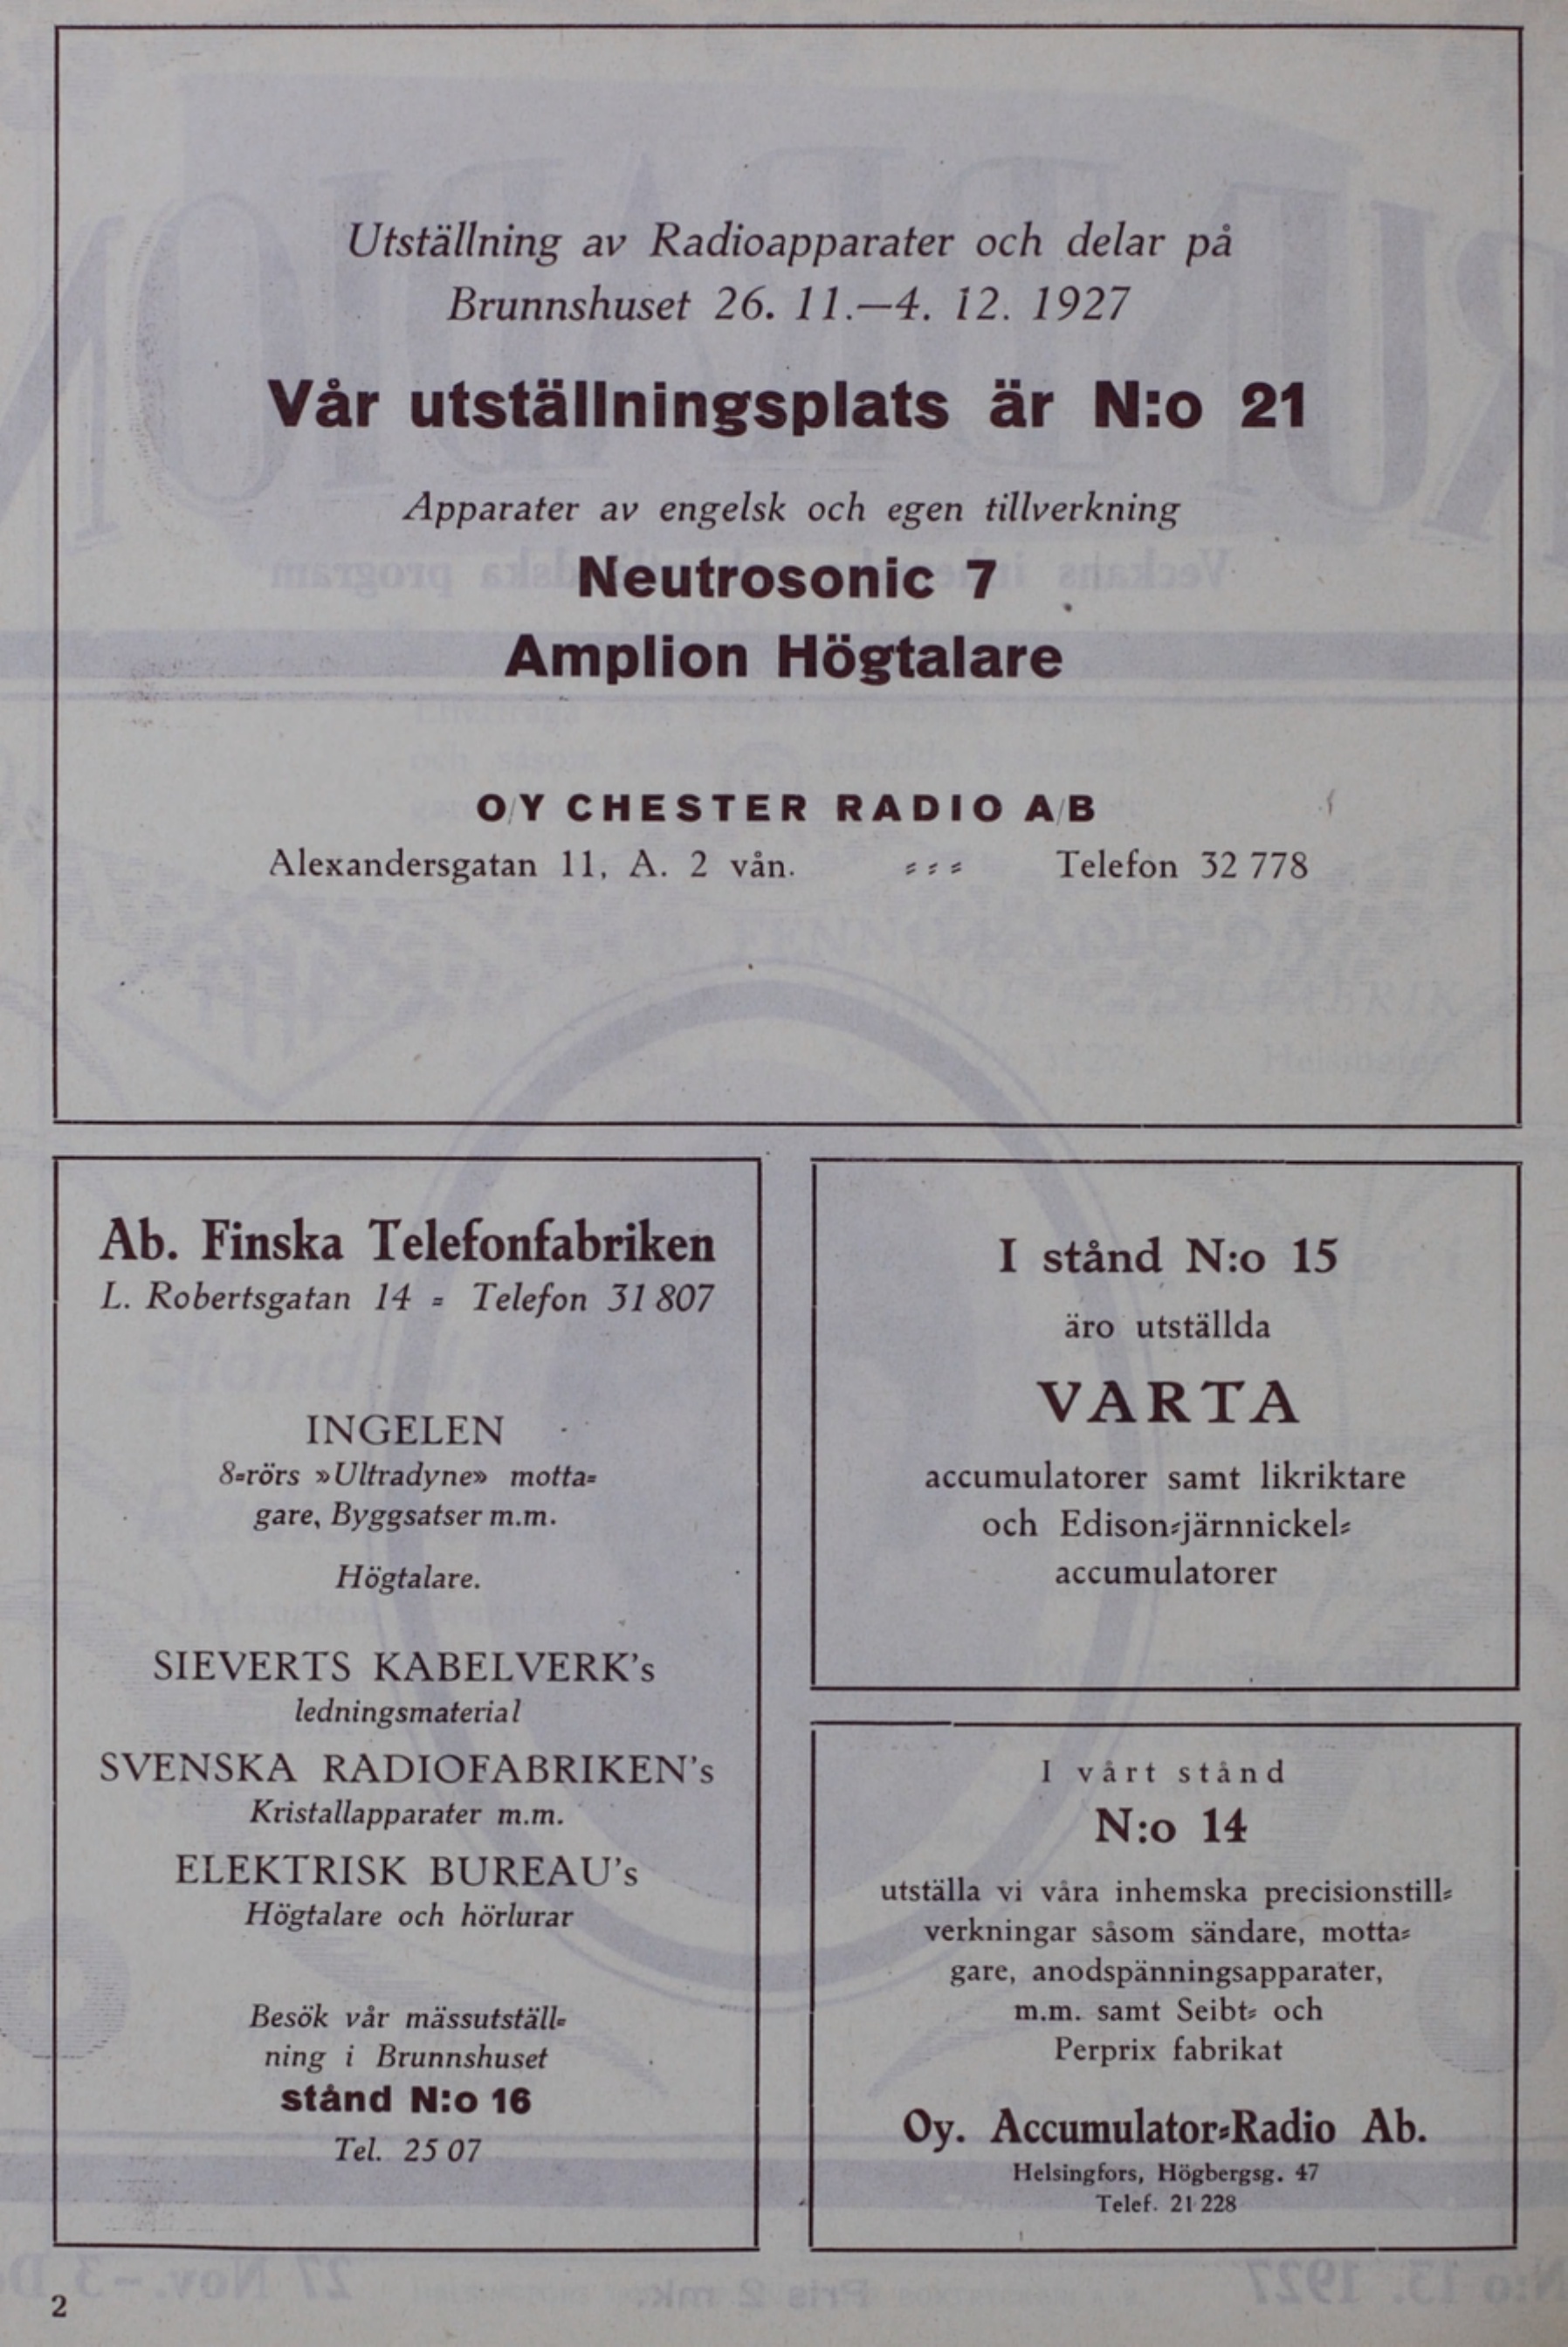 Utställning av Radioapparater och delar på
Brunnshuset 26. 11.—4. 12. 1927
Vår utställningsplats är N:o 21
Apparater av engelsk och egen tillverkning
Neutrosonic 7
Amplion Högtalare
O/Y CHESTER RADIO A/B
Alexandersgatan 11, A. 2 vån. = = = Telefon 32 778
Ab. Finska Telefonfabriken
L. Robertsgatan 14 = Telefon 31 807
INGELEN
8=rörs »Ultradyne» motta=
gare, Byggsatser m.m.
Högtalare.
SIEVERTS KABELVERK's
ledningsmaterial
SVENSKA RADIOFABRIKEN's
Kristallapparater m.m.
ELEKTRISK BUREAU's
Högtalare och hörlurar
Besök vår mässutställ=
ning i Brunnshuset
stånd N:o 16
Tel. 25 07
I stånd N:o 15
äro utställda
VARTA
accumulatorer samt likriktare
och Edison=järnnickel=
accumulatorer
I vårt stånd
N:o 14
utställa vi våra inhemska precisionstill=
verkningar såsom sändare, motta=
gare, anodspänningsapparater,
m.m. samt Seibt= och
Perprix fabrikat
Oy. Accumulator=Radio Ab.
Helsingfors, Högbergsg. 47
Telef. 21 228
2